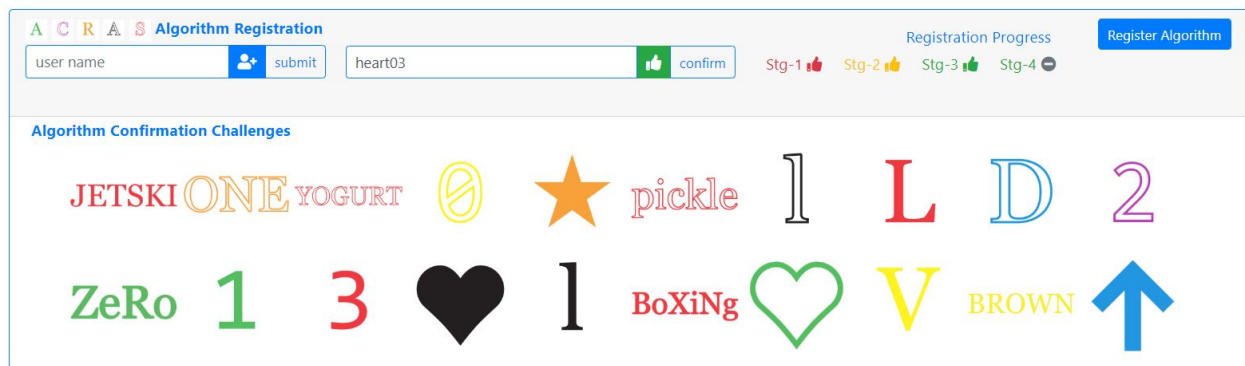 A C R A S Algorithm Registration
Registration Progress
Register Algorithm
user name submit heart03 confirm Stg-1 Stg-2 Stg-3 Stg-4
Algorithm Confirmation Challenges
JETSKI ONE YOGURT 0 pickle l L D 2
ZeRo 1 3 l BoXiNg V BROWN